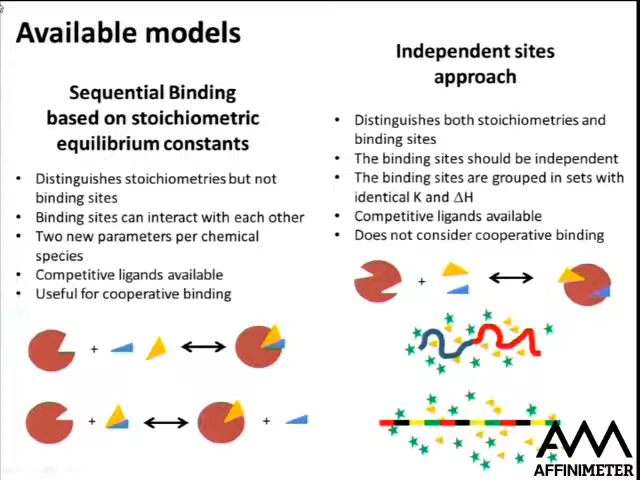 Available models
Sequential Binding
based on stoichiometric
equilibrium constants
• Distinguishes stoichiometries but not
binding sites
• Binding sites can interact with each other
• Two new parameters per chemical
species
• Competitive ligands available
• Useful for cooperative binding
+
+
+
Independent sites
approach
• Distinguishes both stoichiometries and
binding sites
• The binding sites should be independent
• The binding sites are grouped in sets with
identical K and ΔH
• Competitive ligands available
• Does not consider cooperative binding
+
AFFINIMETER